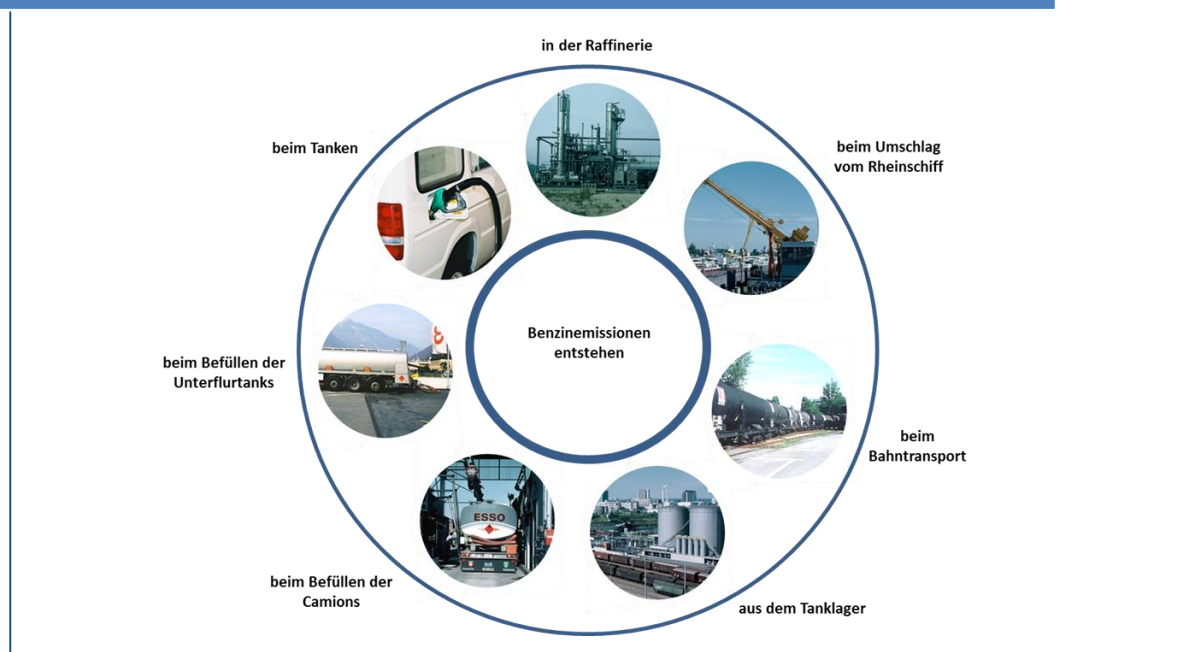 in der Raffinerie
beim Umschlag
vom Rheinschiff
beim
Bahntransport
aus dem Tanklager
beim Befüllen der
Camions
beim Befüllen der
Unterflurtanks
beim Tanken
Benzinemissionen
entstehen
ESSO